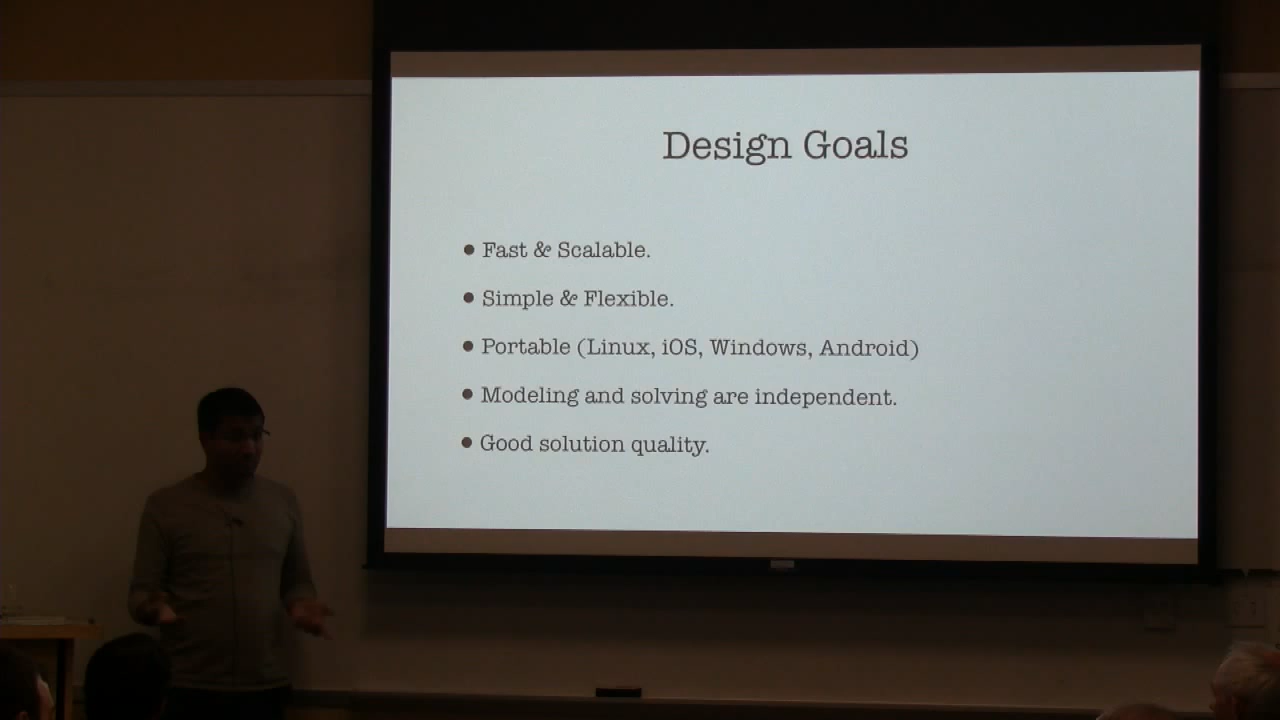 Design Goals
• Fast & Scalable.
• Simple & Flexible.
• Portable (Linux, iOS, Windows, Android)
• Modeling and solving are independent.
• Good solution quality.